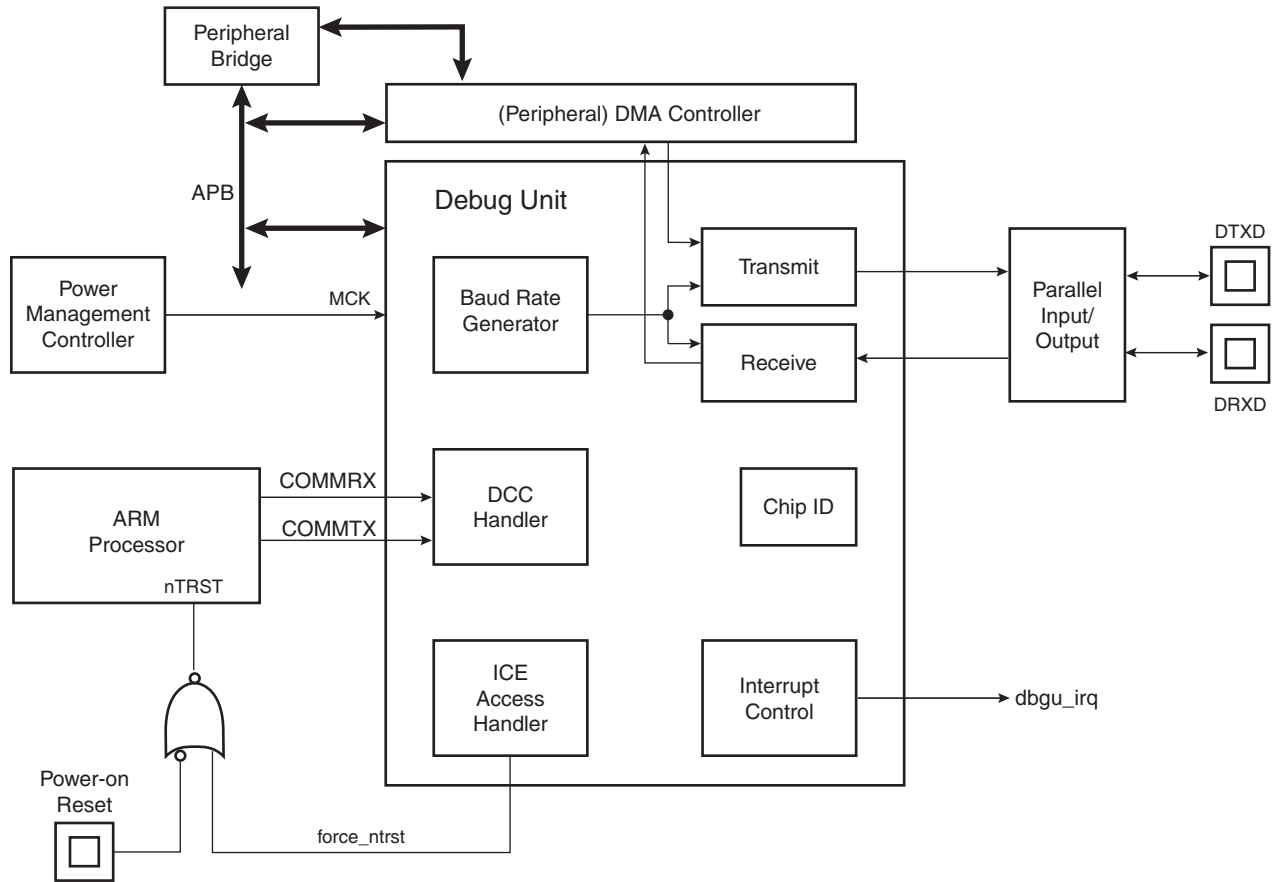 Peripheral
Bridge
(Peripheral) DMA Controller
APB
Debug Unit
Power
Management
Controller
MCK
Baud Rate
Generator
Transmit
Receive
Parallel
Input/
Output
DTXD
DRXD
ARM
Processor
nTRST
COMMRX
COMMTX
DCC
Handler
Chip ID
ICE
Access
Handler
Interrupt
Control
dbgu_irq
Power-on
Reset
force_ntrst